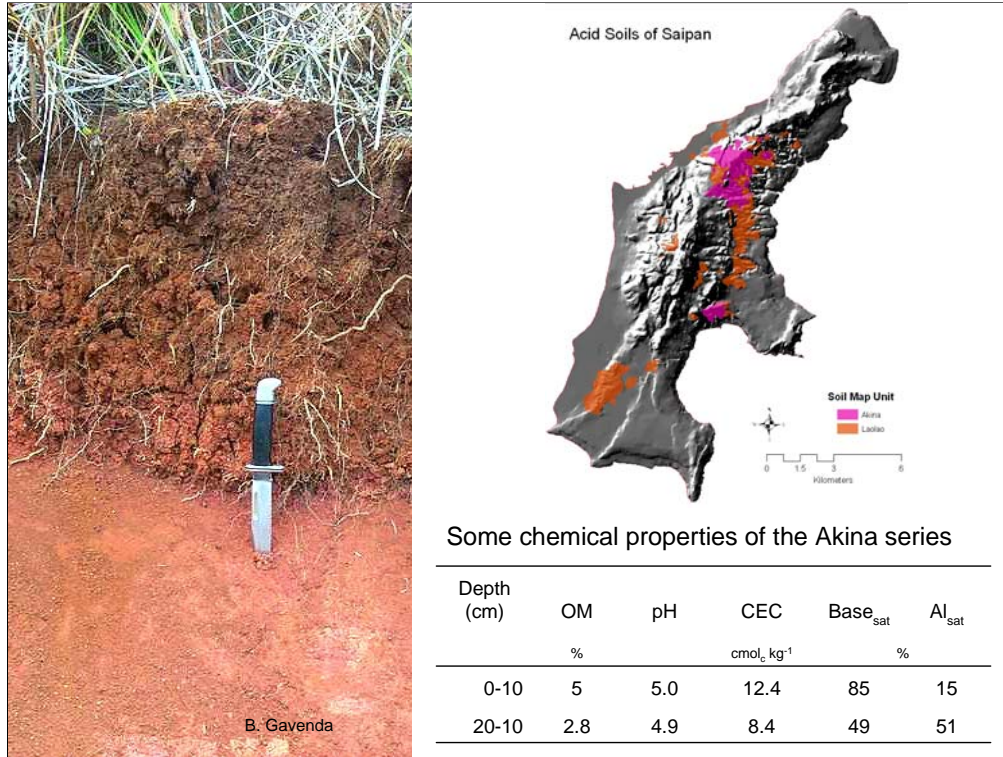 Acid Soils of Saipan
Soil Map Unit
Akina
Laolao
0 1.5 3 6
Kilometers
Some chemical properties of the Akina series
Depth (cm) OM pH CEC Base sat Al sat
% cmol c kg-1 %
0-10 5 5.0 12.4 85 15
20-10 2.8 4.9 8.4 49 51
B. Gavenda